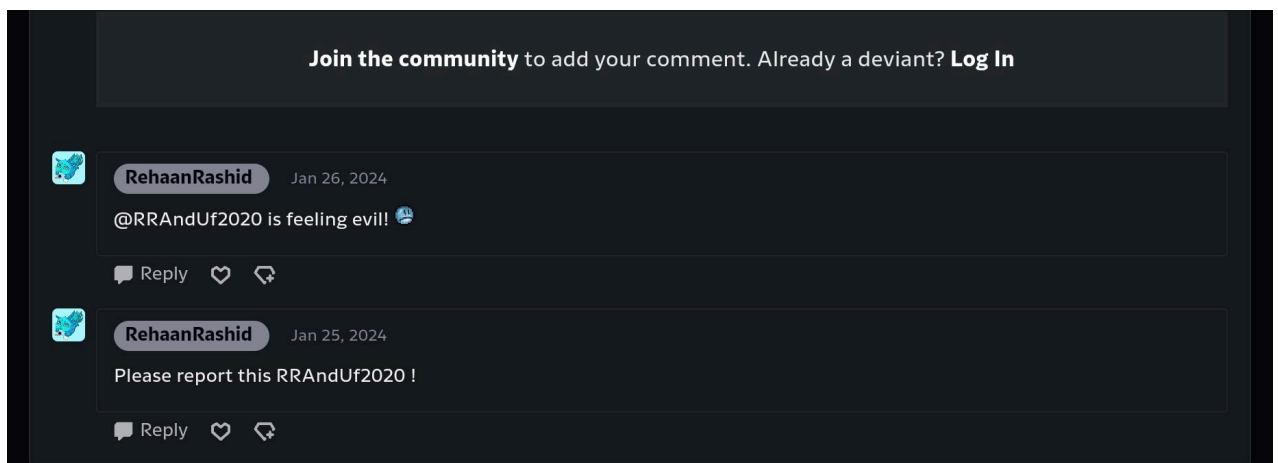 Join the community to add your comment. Already a deviant? Log In
RehaanRashid Jan 26, 2024
@RRAndUf2020 is feeling evil!
Reply
RehaanRashid Jan 25, 2024
Please report this RRAndUf2020 !
Reply